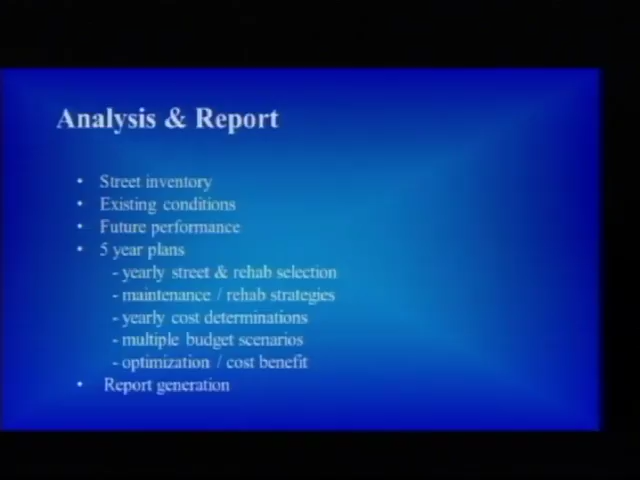 Analysis & Report
• Street inventory
• Existing conditions
• Future performance
• 5 year plans
- yearly street & rehab selection
- maintenance / rehab strategies
- yearly cost determinations
- multiple budget scenarios
- optimization / cost benefit
• Report generation